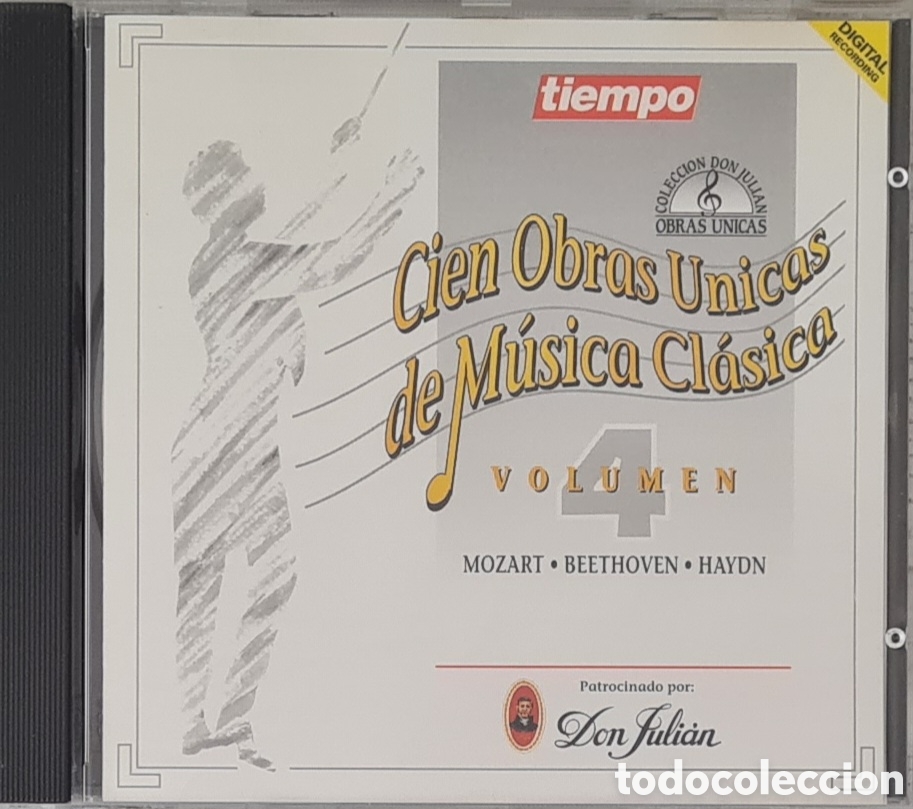 DIGITAL
RECORDING
tiempo
COLECCION DON JULIAN
OBRAS UNICAS
Cien Obras Unicas
de Música Clásica
4
VOLUMEN
MOZART • BEETHOVEN • HAYDN
Patrocinado por:
Don Julián
todocoleccion